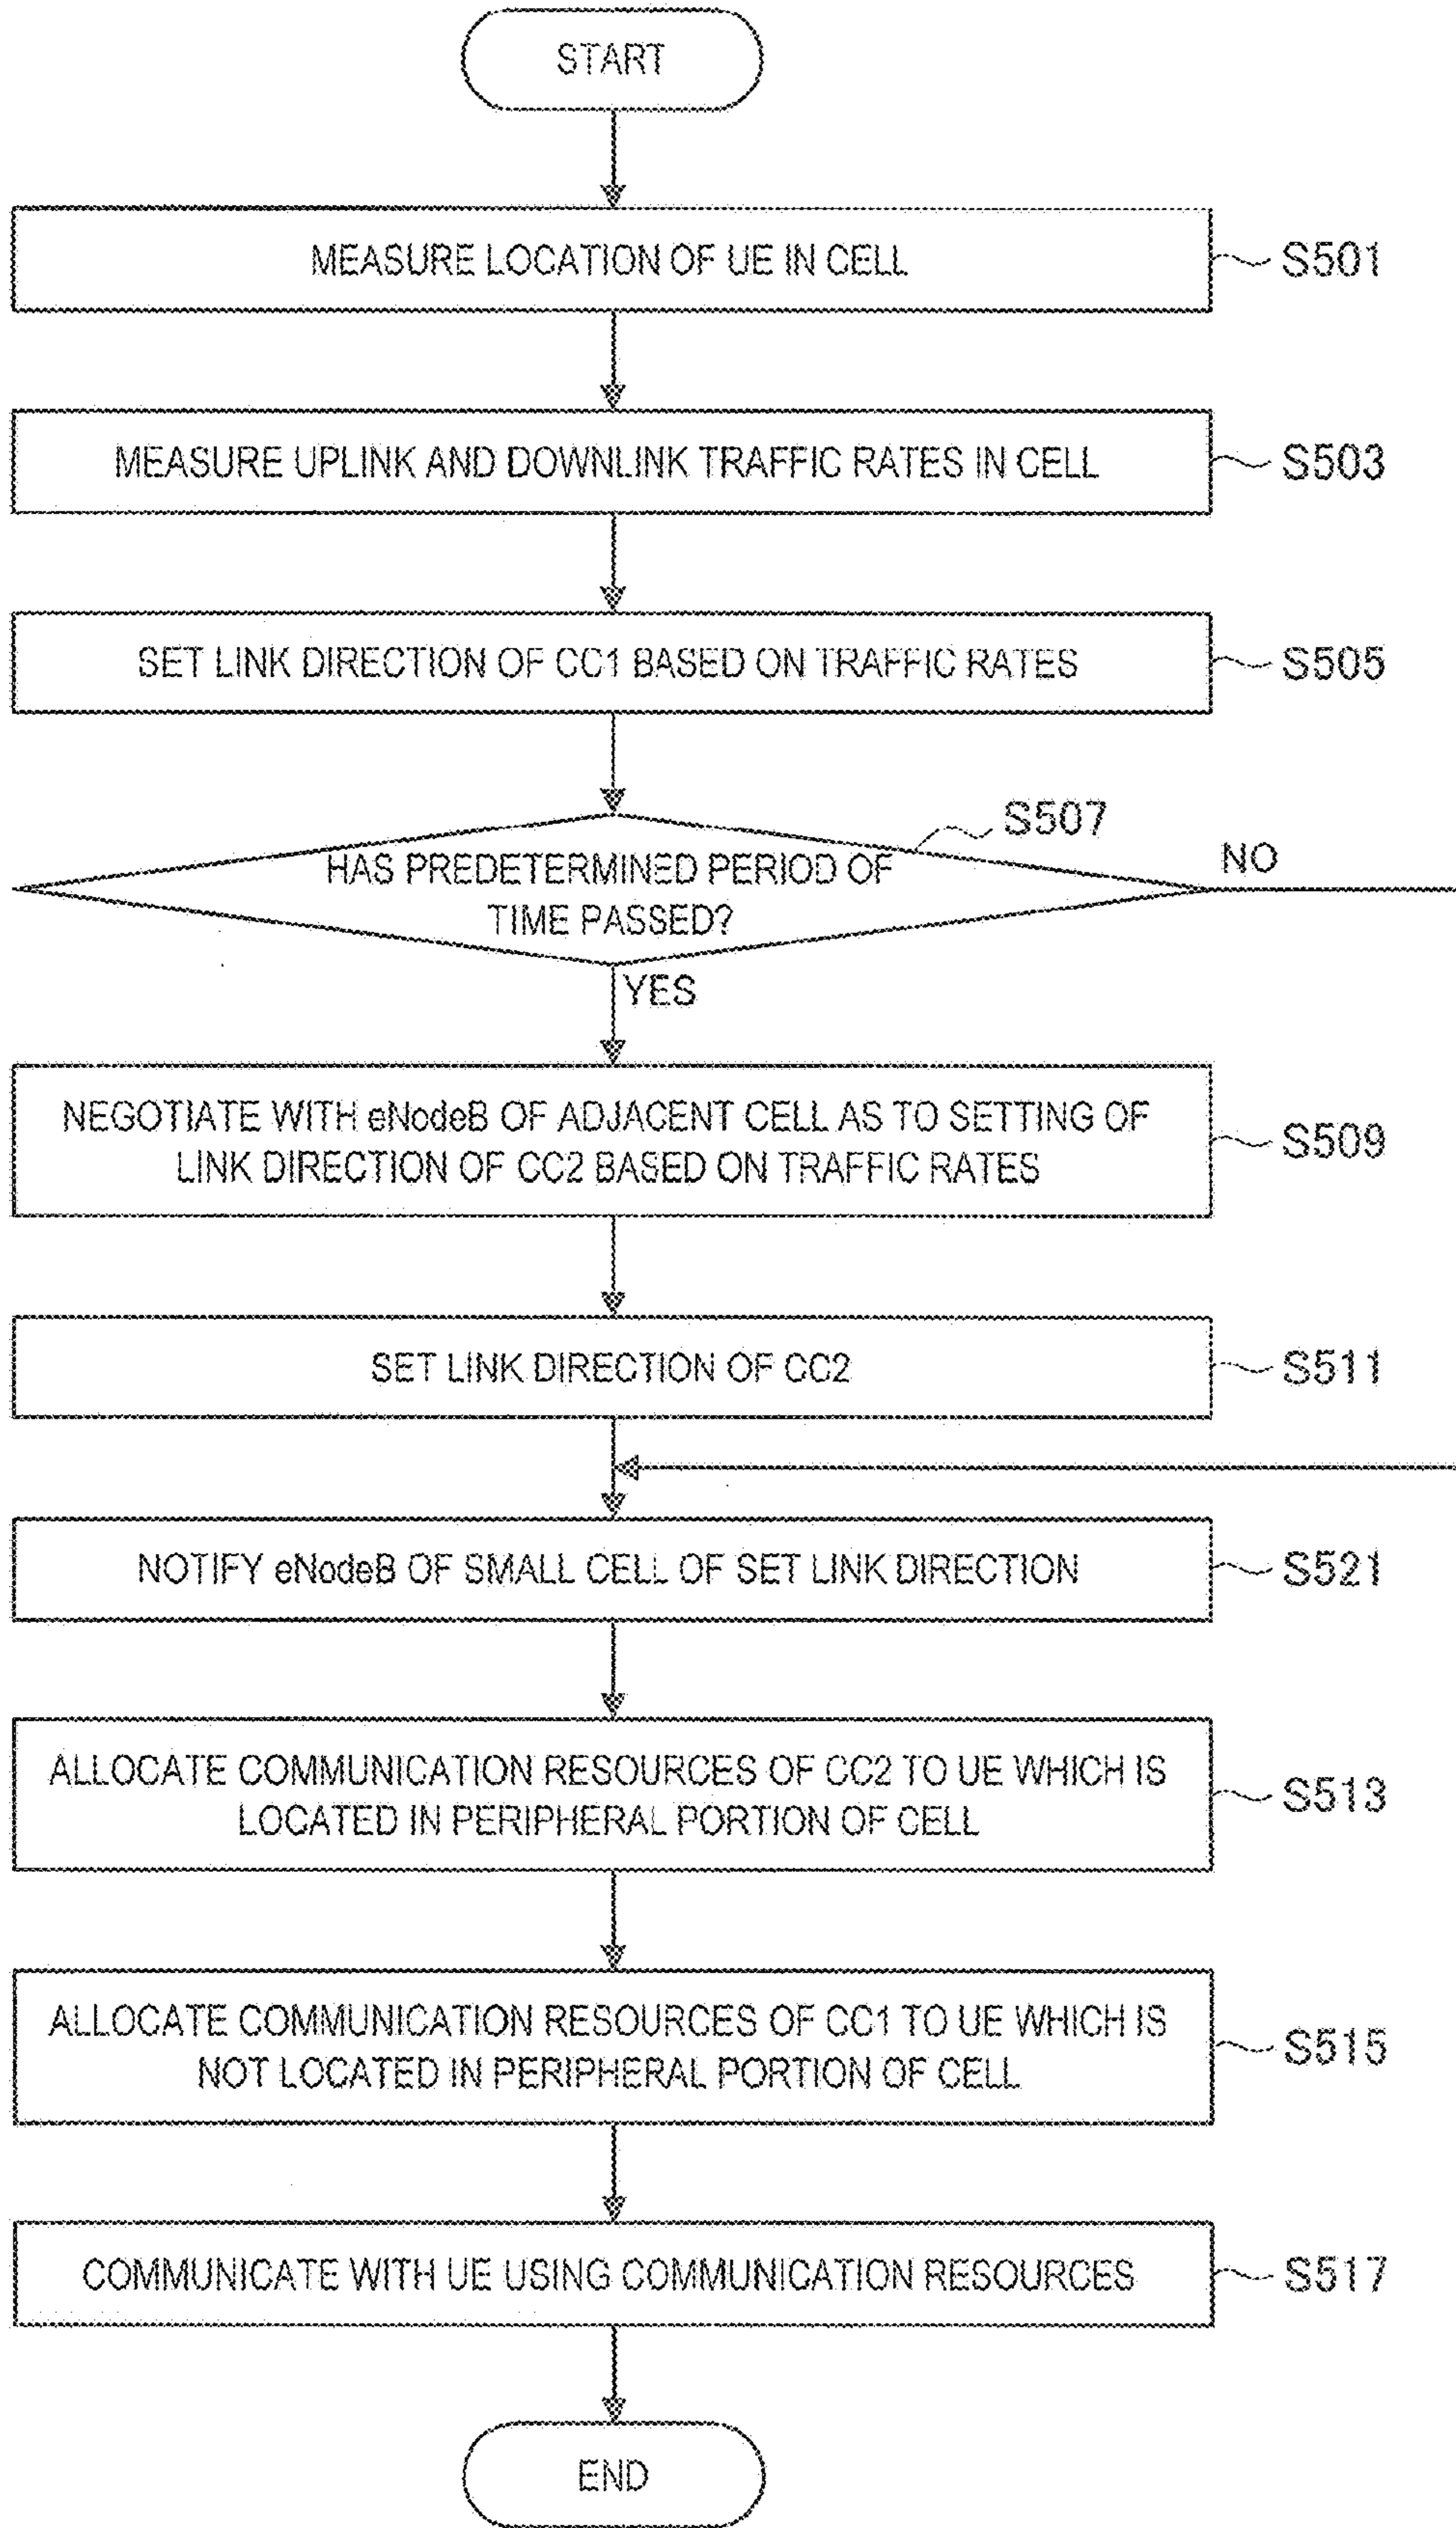 START
MEASURE LOCATION OF UE IN CELL
S501
MEASURE UPLINK AND DOWNLINK TRAFFIC RATES IN CELL
S503
SET LINK DIRECTION OF CC1 BASED ON TRAFFIC RATES
S505
S507
HAS PREDETERMINED PERIOD OF
TIME PASSED?
NO
YES
NEGOTIATE WITH eNodeB OF ADJACENT CELL AS TO SETTING OF
LINK DIRECTION OF CC2 BASED ON TRAFFIC RATES
S509
SET LINK DIRECTION OF CC2
S511
NOTIFY eNodeB OF SMALL CELL OF SET LINK DIRECTION
S521
ALLOCATE COMMUNICATION RESOURCES OF CC2 TO UE WHICH IS
LOCATED IN PERIPHERAL PORTION OF CELL
S513
ALLOCATE COMMUNICATION RESOURCES OF CC1 TO UE WHICH IS
NOT LOCATED IN PERIPHERAL PORTION OF CELL
S515
COMMUNICATE WITH UE USING COMMUNICATION RESOURCES
S517
END